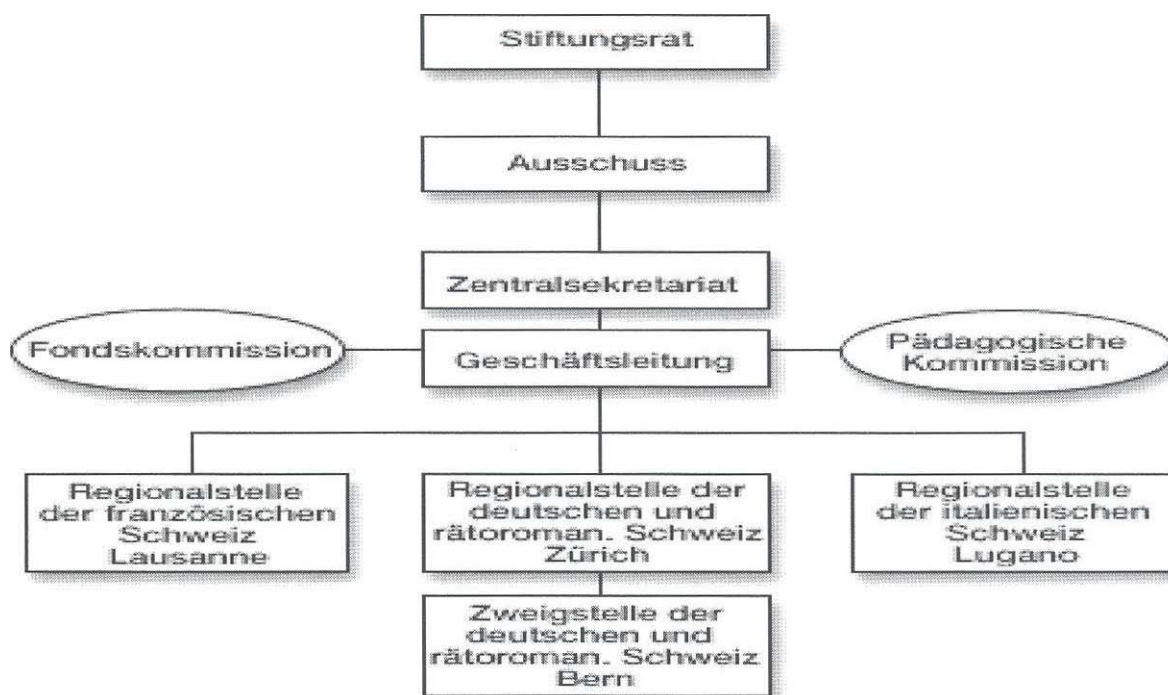 Stiftungsrat
Ausschuss
Zentralsekretariat
Fondskommission
Geschäftsleitung
Pädagogische
Kommission
Regionalstelle
der französischen
Schweiz
Lausanne
Regionalstelle der
deutschen und
rätoroman. Schweiz
Zürich
Regionalstelle
der italienischen
Schweiz
Lugano
Zweigstelle der
deutschen und
rätoroman. Schweiz
Bern